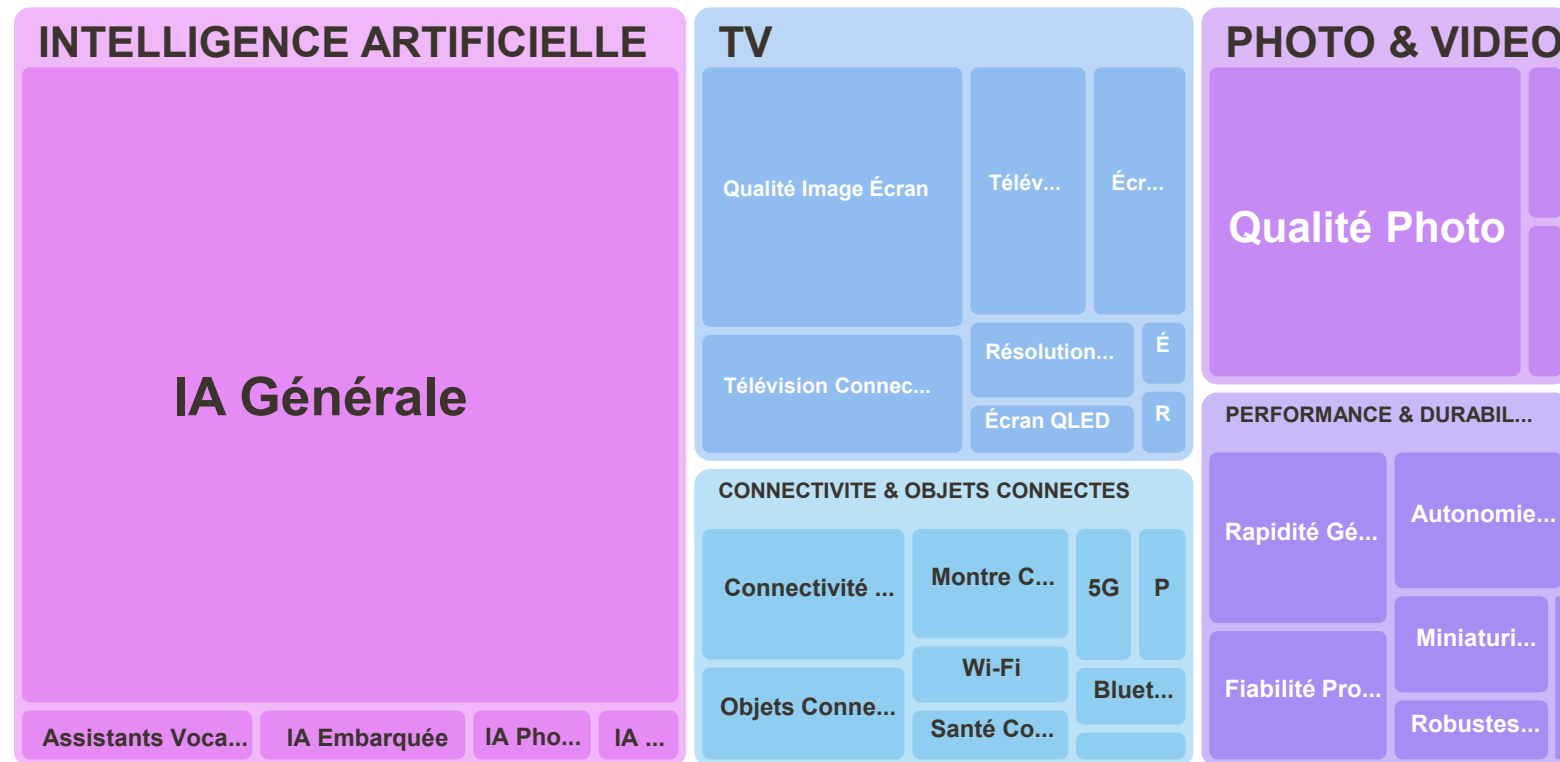 INTELLIGENCE ARTIFICIELLE
IA Générale
Assistants Voca...
IA Embarquée
IA Pho...
IA ...
TV
Qualité Image Écran
Télév...
Écr...
Télévision Connec...
Résolution...
É
Écran QLED
R
CONNECTIVITE & OBJETS CONNECTES
Connectivité ...
Montre C...
5G
P
Wi-Fi
Objets Conne...
Bluet...
Santé Co...
PHOTO & VIDEO
Qualité Photo
PERFORMANCE & DURABIL...
Rapidité Gé...
Autonomie...
Miniaturi...
Fiabilité Pro...
Robustes...